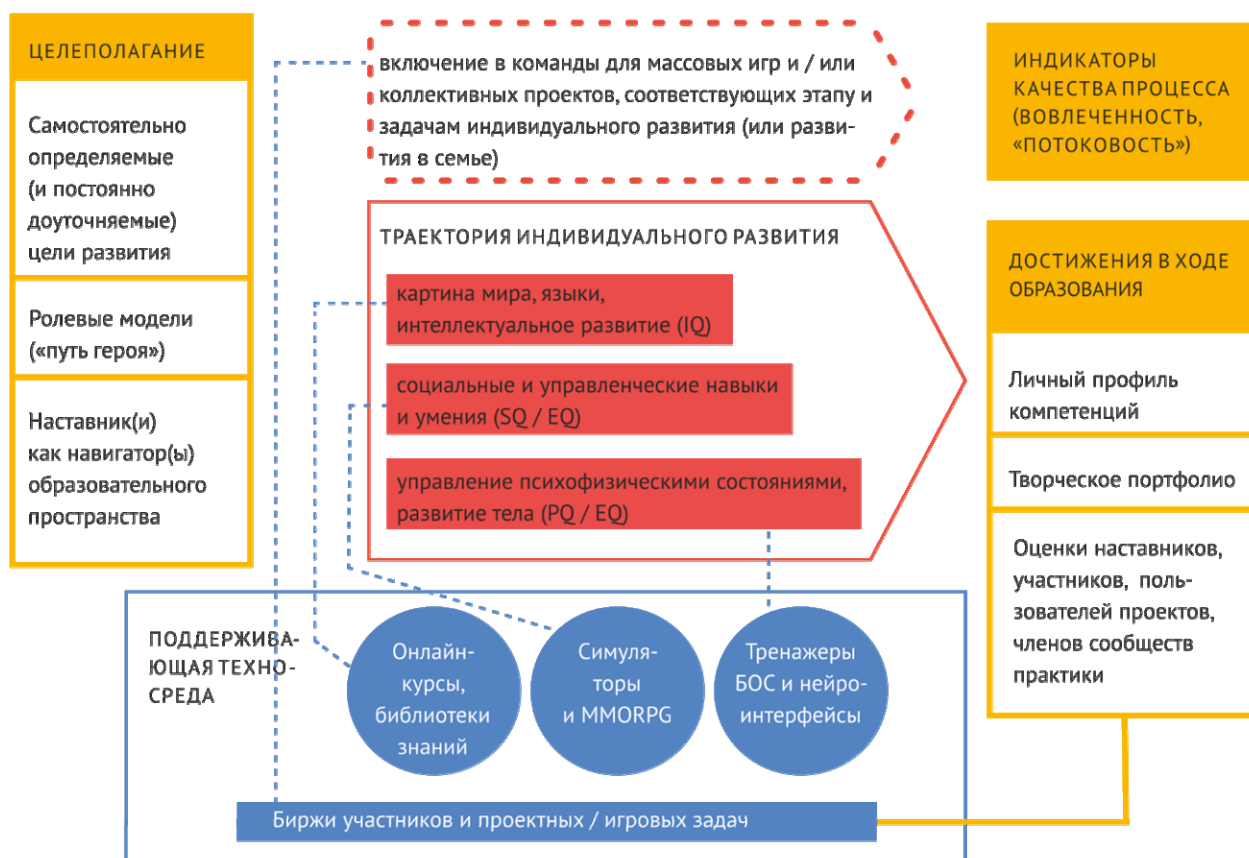 ЦЕЛЕПОЛАГАНИЕ
Самостоятельно
определяемые
(и постоянно
доуточняемые)
цели развития
Ролевые модели
(«путь героя»)
Наставник(и)
как навигатор(ы)
образовательного
пространства
включение в команды для массовых игр и / или
коллективных проектов, соответствующих этапу и
задачам индивидуального развития (или разви-
тия в семье)
ТРАЕКТОРИЯ ИНДИВИДУАЛЬНОГО РАЗВИТИЯ
картина мира, языки,
интеллектуальное развитие (IQ)
социальные и управленческие навыки
и умения (SQ / EQ)
управление психофизическими состояниями,
развитие тела (PQ / EQ)
ИНДИКАТОРЫ
КАЧЕСТВА ПРОЦЕССА
(ВОВЛЕЧЕННОСТЬ,
«ПОТОКОВОСТЬ»)
ДОСТИЖЕНИЯ В ХОДЕ
ОБРАЗОВАНИЯ
Личный профиль
компетенций
Творческое портфолио
Оценки наставников,
участников, поль-
зователей проектов,
членов сообществ
практики
ПОДДЕРЖИВА-
ЮЩАЯ ТЕХНО-
СРЕДА
Онлайн-
курсы,
библиотеки
знаний
Симуля-
торы
и MMORPG
Тренажеры
БОС и нейро-
интерфейсы
Биржи участников и проектных / игровых задач